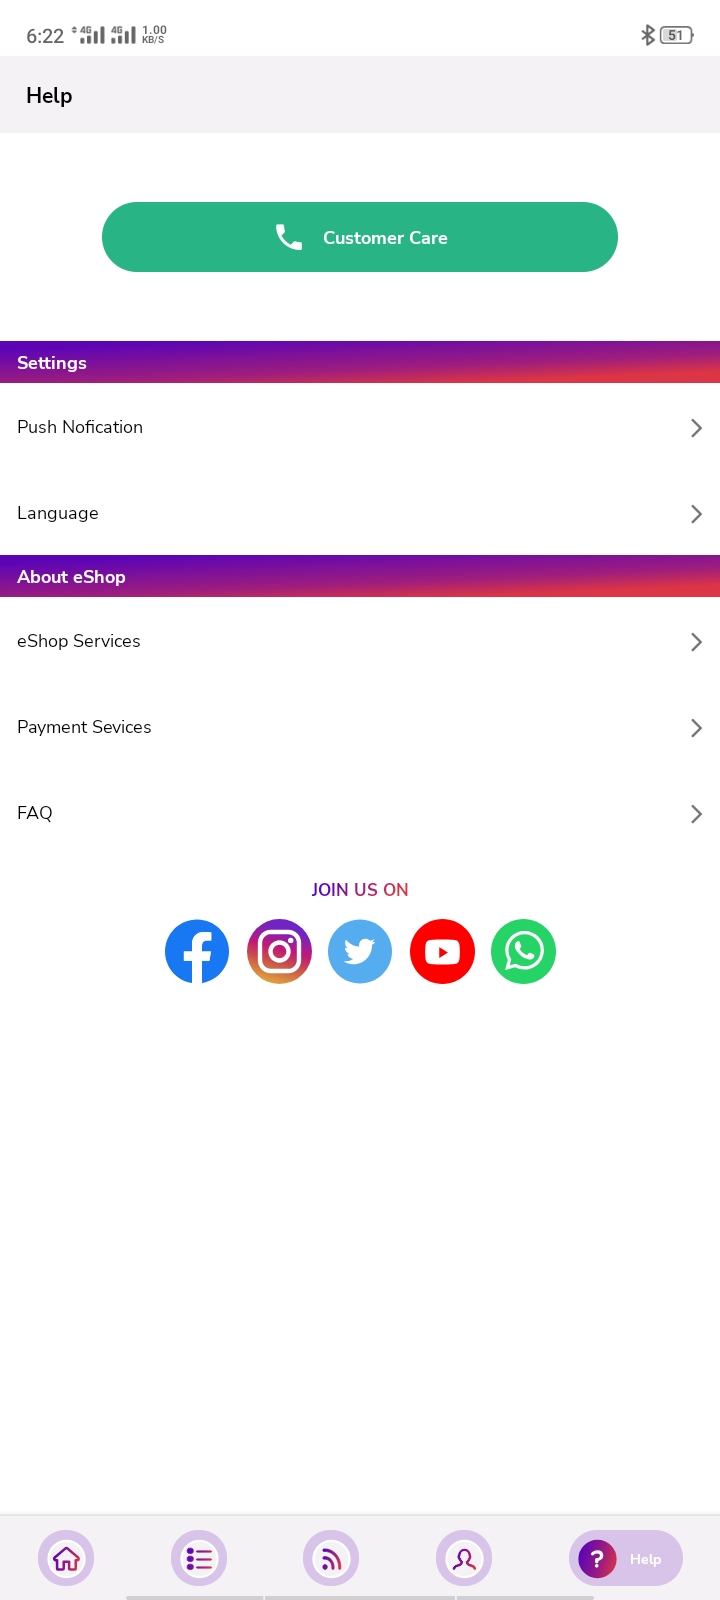 6:22 4G 4G 1.00 KB/S 51
Help
Customer Care
Settings
Push Nofication
Language
About eShop
eShop Services
Payment Sevices
FAQ
JOIN US ON
Help